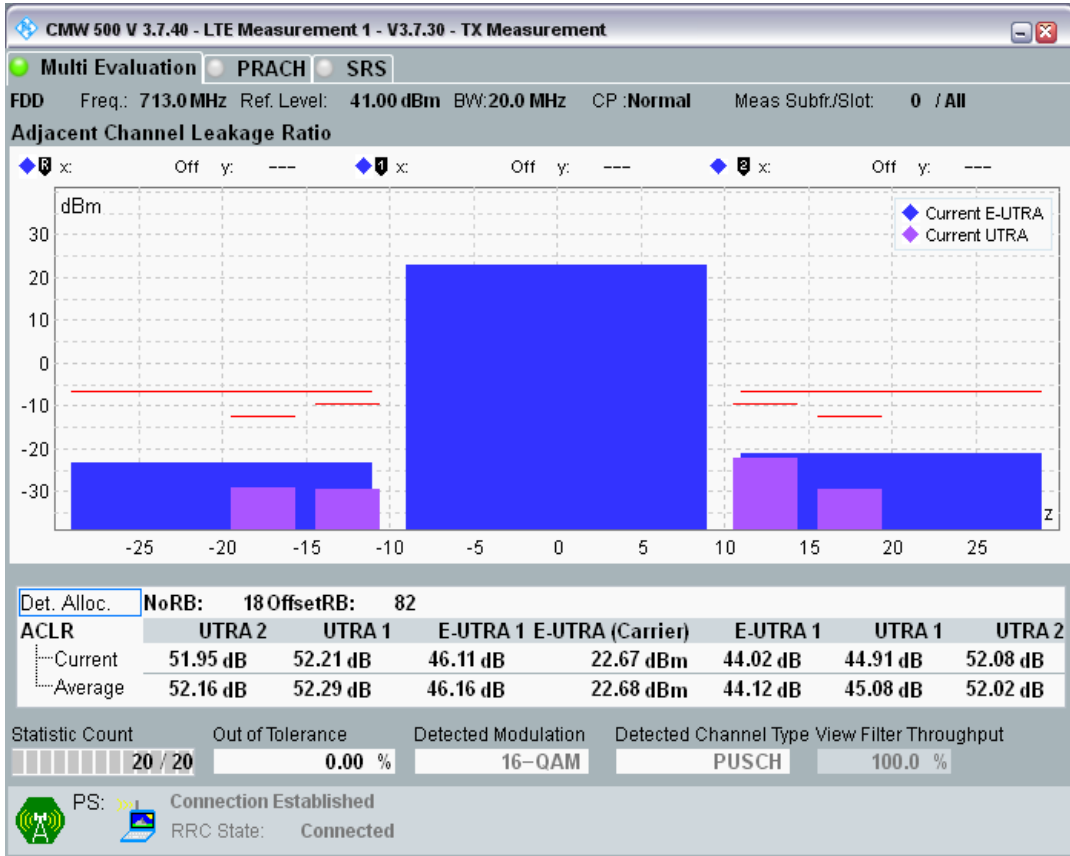 CMW 500 V 3.7.40 - LTE Measurement 1 - V3.7.30 - TX Measurement
Multi Evaluation PRACH SRS
FDD Freq.: 713.0 MHz Ref. Level: 41.00 dBm BW: 20.0 MHz CP : Normal Meas Subfr./Slot: 0 / All
Adjacent Channel Leakage Ratio
R x: Off y: --- 1 x: Off y: --- 2 x: Off y: ---
dBm
Current E-UTRA
Current UTRA
30
20
10
0
-10
-20
-30
z
-25 -20 -15 -10 -5 0 5 10 15 20 25
Det. Alloc. NoRB: 18 OffsetRB: 82
ACLR UTRA 2 UTRA 1 E-UTRA 1 E-UTRA (Carrier) E-UTRA 1 UTRA 1 UTRA 2
Current 51.95 dB 52.21 dB 46.11 dB 22.67 dBm 44.02 dB 44.91 dB 52.08 dB
Average 52.16 dB 52.29 dB 46.16 dB 22.68 dBm 44.12 dB 45.08 dB 52.02 dB
Statistic Count Out of Tolerance Detected Modulation Detected Channel Type View Filter Throughput
20 / 20 0.00 % 16-QAM PUSCH 100.0 %
PS: Connection Established
RRC State: Connected